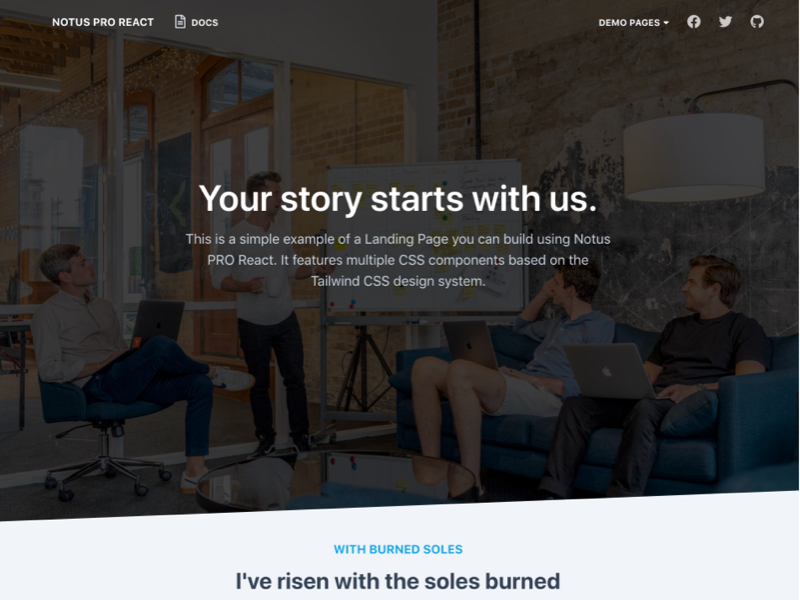 NOTUS PRO REACT
DOCS
DEMO PAGES
Your story starts with us.
This is a simple example of a Landing Page you can build using Notus
PRO React. It features multiple CSS components based on the
Tailwind CSS design system.
WITH BURNED SOLES
I've risen with the soles burned